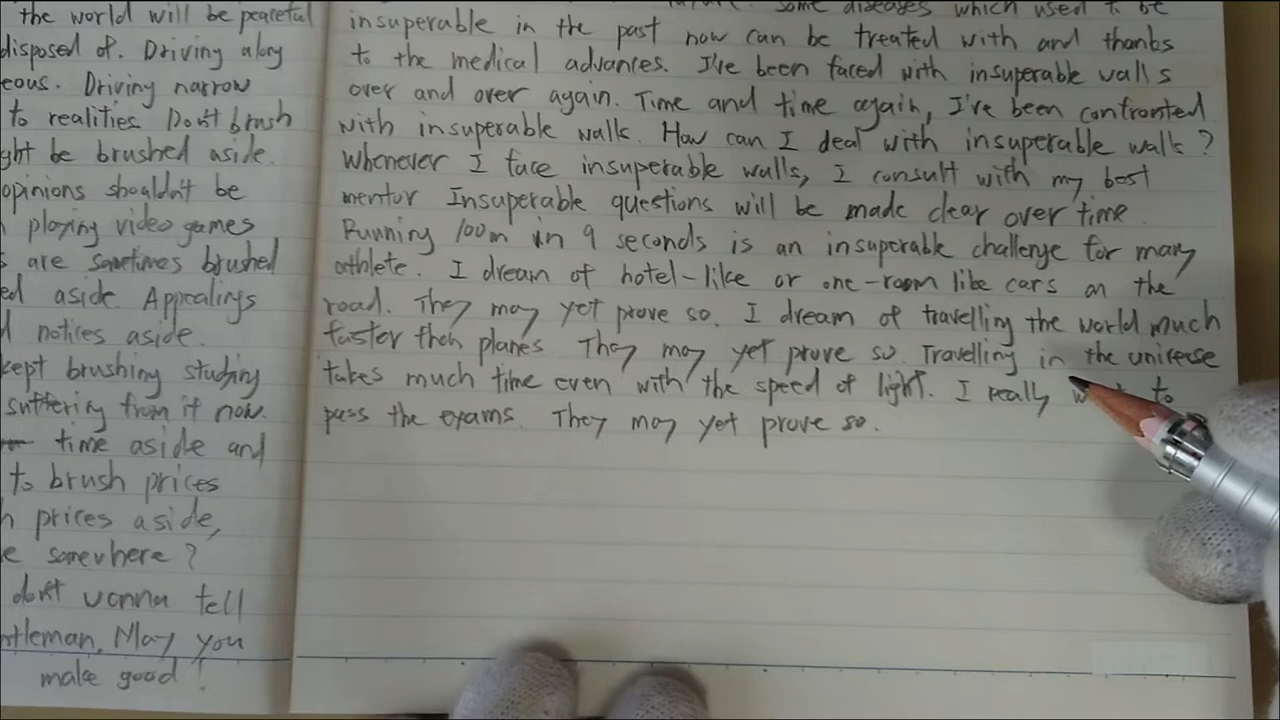 the world will be peaceful
disposed of. Driving along
eous. Driving narrow
to realities. Don't brush
ght be brushed aside.
opinions shouldn't be
playing video games
s are sometimes brushed
ed aside Appealings
d notices aside.
kept brushing studying
suffering from it now.
time aside and
to brush prices
h prices aside,
e somewhere?
don't wanna tell
ntleman. May you
make good!
some diseases which used to be
insuperable in the past now can be treated with and thanks
to the medical advances. I've been faced with insuperable walls
over and over again. Time and time again, I've been confronted
with insuperable walls. How can I deal with insuperable walls?
Whenever I face insuperable walls, I consult with my best
mentor Insuperable questions will be made clear over time.
Running 100m in 9 seconds is an insuperable challenge for many
athlete. I dream of hotel-like or one-room like cars on the
road. They may yet prove so. I dream of travelling the world much
faster than planes They may yet prove so. Travelling in the universe
takes much time even with the speed of light. I really to
pass the exams. They may yet prove so.